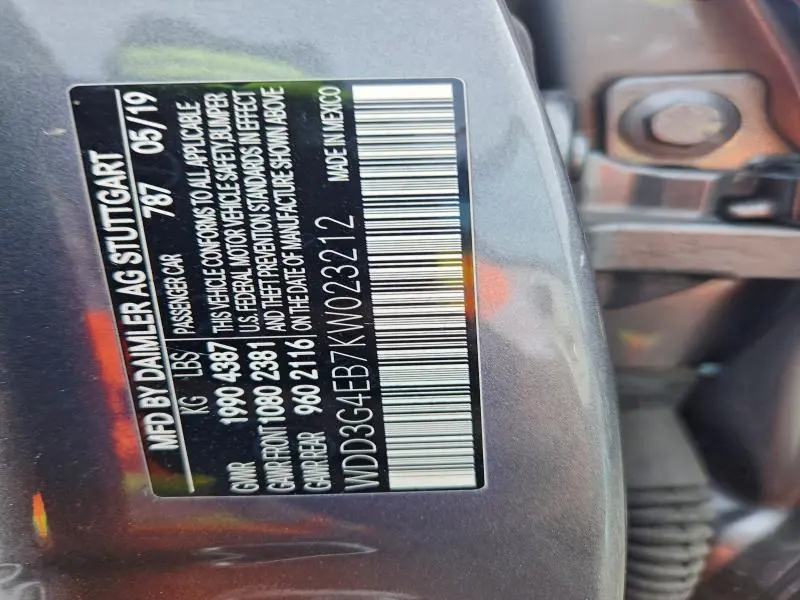 MFD BY DAIMLER AG STUTTGART
787 05/19
KG LBS PASSENGER CAR
GMR 1990 4387 THIS VEHICLE CONFORMS TO ALL APPLICABLE
U.S. FEDERAL MOTOR VEHICLE SAFETY, BUMPER
GAWR FRONT 1080 2381 AND THEFT PREVENTION STANDARDS IN EFFECT
GAWR REAR 960 2116 ON THE DATE OF MANUFACTURE SHOWN ABOVE
WDD3G4EB7KW023212 MADE IN MEXICO